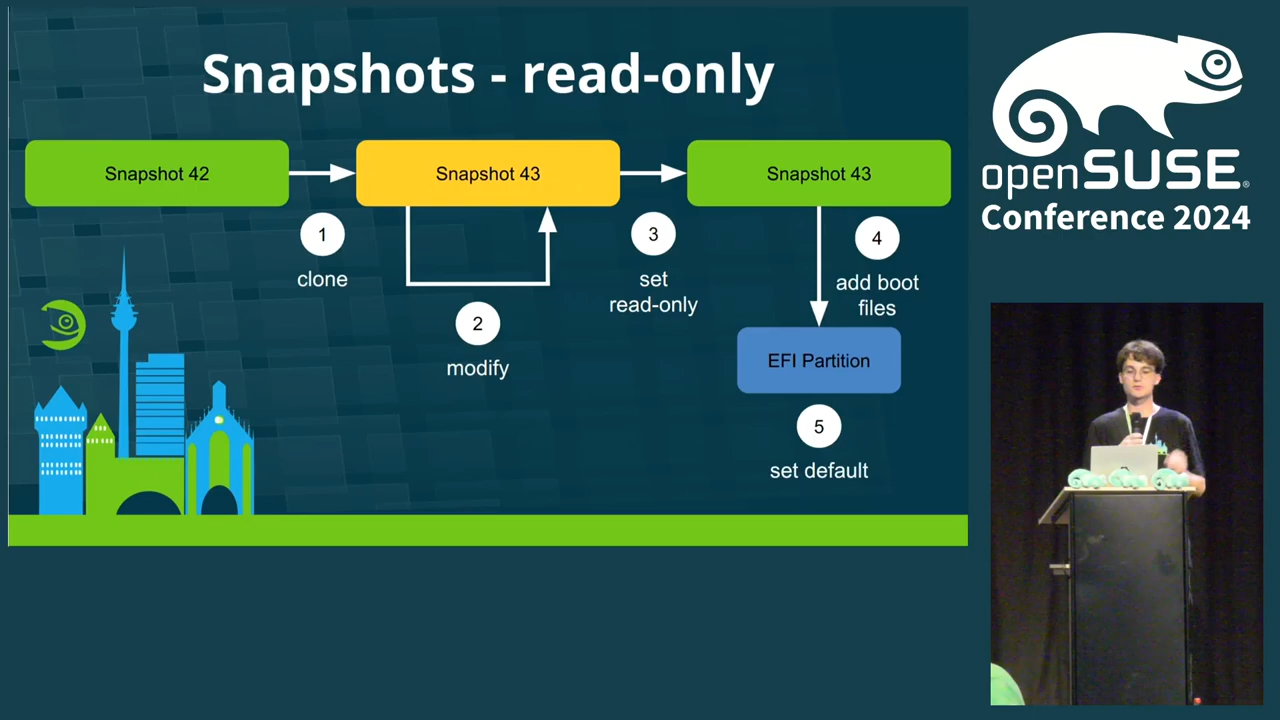 Snapshots - read-only
Snapshot 42
Snapshot 43
Snapshot 43
1
clone
2
modify
3
set
read-only
4
add boot
files
EFI Partition
5
set default
openSUSE
Conference 2024